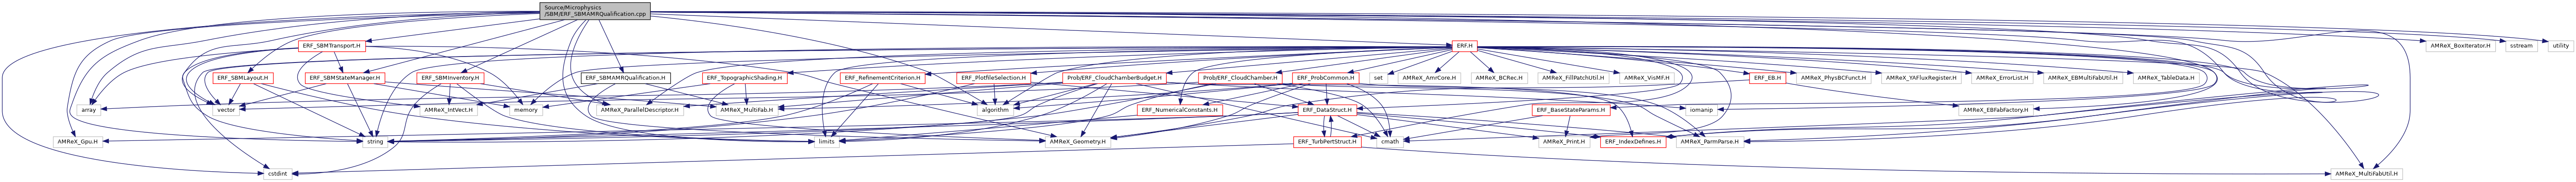 Source/Microphysics
/SBM/ERF_SBMAMRQualification.cpp
ERF_SBMTransport.H
ERF.H
AMReX_BoxIterator.H
sstream
utility
ERF_SBMLayout.H
ERF_SBMStateManager.H
ERF_SBMInventory.H
ERF_SBMAMRQualification.H
ERF_TopographicShading.H
ERF_RefinementCriterion.H
ERF_PlotfileSelection.H
Prob/ERF_CloudChamberBudget.H
Prob/ERF_CloudChamber.H
ERF_ProbCommon.H
set
AMReX_AmrCore.H
AMReX_BCRec.H
AMReX_FillPatchUtil.H
AMReX_VisMF.H
ERF_EB.H
AMReX_PhysBCFunct.H
AMReX_YAFluxRegister.H
AMReX_ErrorList.H
AMReX_EBMultiFabUtil.H
AMReX_TableData.H
array
vector
AMReX_IntVect.H
memory
AMReX_ParallelDescriptor.H
AMReX_MultiFab.H
algorithm
ERF_NumericalConstants.H
ERF_DataStruct.H
ERF_BaseStateParams.H
iomanip
AMReX_EBFabFactory.H
AMReX_Gpu.H
string
limits
AMReX_Geometry.H
ERF_TurbPertStruct.H
cmath
AMReX_Print.H
ERF_IndexDefines.H
AMReX_ParmParse.H
cstdint
AMReX_MultiFabUtil.H